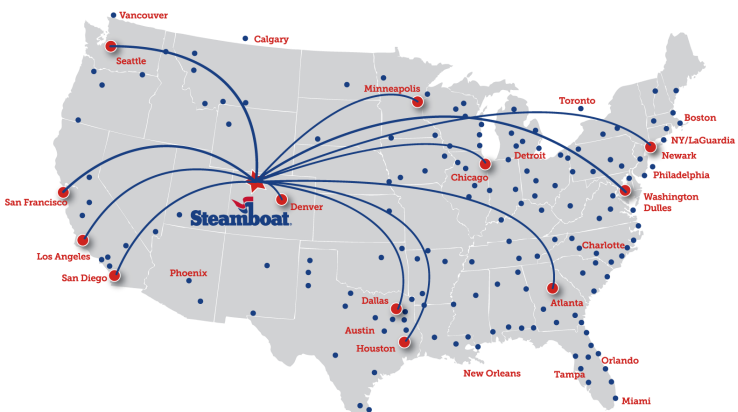 Vancouver
Calgary
Seattle
Minneapolis
Toronto
Boston
NY/LaGuardia
Detroit
Newark
Chicago
Philadelphia
San Francisco
Denver
Washington
Dulles
Steamboat
Charlotte
Los Angeles
San Diego
Phoenix
Dallas
Atlanta
Austin
Houston
Orlando
New Orleans
Tampa
Miami